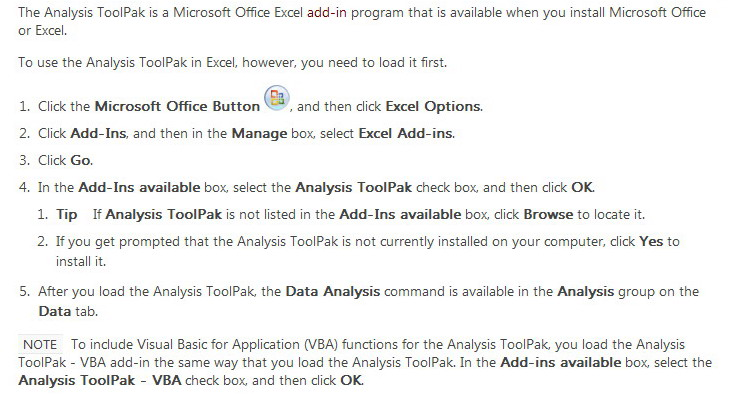 The Analysis ToolPak is a Microsoft Office Excel add-in program that is available when you install Microsoft Office
or Excel.
To use the Analysis ToolPak in Excel, however, you need to load it first.
1. Click the Microsoft Office Button , and then click Excel Options.
2. Click Add-Ins, and then in the Manage box, select Excel Add-ins.
3. Click Go.
4. In the Add-Ins available box, select the Analysis ToolPak check box, and then click OK.
1. Tip If Analysis ToolPak is not listed in the Add-Ins available box, click Browse to locate it.
2. If you get prompted that the Analysis ToolPak is not currently installed on your computer, click Yes to
install it.
5. After you load the Analysis ToolPak, the Data Analysis command is available in the Analysis group on the
Data tab.
NOTE To include Visual Basic for Application (VBA) functions for the Analysis ToolPak, you load the Analysis
ToolPak - VBA add-in the same way that you load the Analysis ToolPak. In the Add-ins available box, select the
Analysis ToolPak - VBA check box, and then click OK.